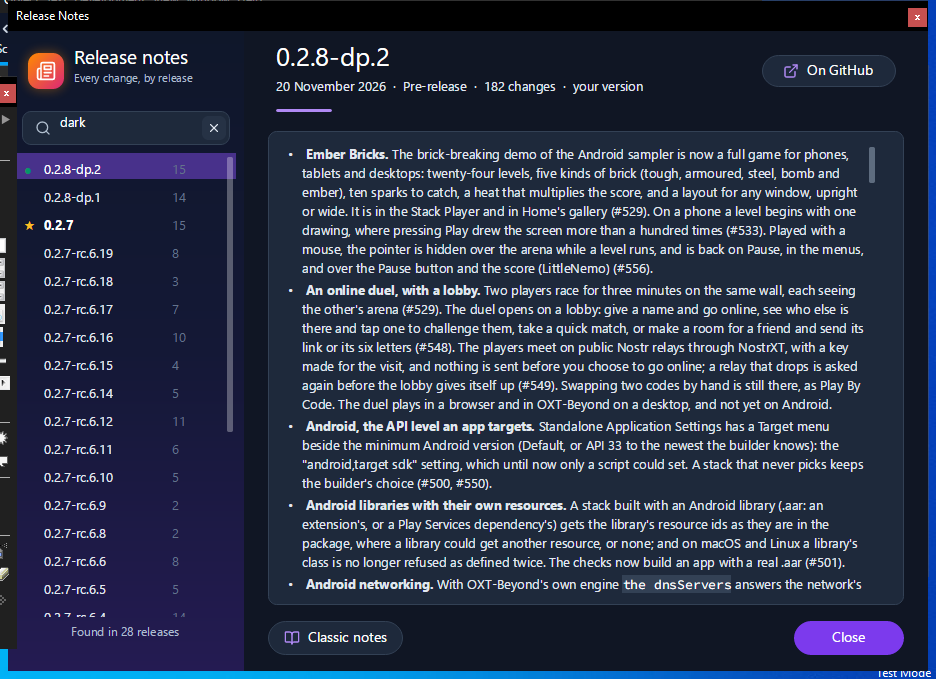 Release Notes
x
Release notes
Every change, by release
dark
0.2.8-dp.2 15
0.2.8-dp.1 14
0.2.7 15
0.2.7-rc.6.19 8
0.2.7-rc.6.18 3
0.2.7-rc.6.17 7
0.2.7-rc.6.16 10
0.2.7-rc.6.15 4
0.2.7-rc.6.14 5
0.2.7-rc.6.12 11
0.2.7-rc.6.11 6
0.2.7-rc.6.10 5
0.2.7-rc.6.9 2
0.2.7-rc.6.8 2
0.2.7-rc.6.6 8
0.2.7-rc.6.5 5
0.2.7-rc.6.4 14
Found in 28 releases
0.2.8-dp.2
20 November 2026 · Pre-release · 182 changes · your version
On GitHub
• Ember Bricks. The brick-breaking demo of the Android sampler is now a full game for phones,
tablets and desktops: twenty-four levels, five kinds of brick (tough, armoured, steel, bomb and
ember), ten sparks to catch, a heat that multiplies the score, and a layout for any window, upright
or wide. It is in the Stack Player and in Home's gallery (#529). On a phone a level begins with one
drawing, where pressing Play drew the screen more than a hundred times (#533). Played with a
mouse, the pointer is hidden over the arena while a level runs, and is back on Pause, in the menus,
and over the Pause button and the score (LittleNemo) (#556).
• An online duel, with a lobby. Two players race for three minutes on the same wall, each seeing
the other's arena (#529). The duel opens on a lobby: give a name and go online, see who else is
there and tap one to challenge them, take a quick match, or make a room for a friend and send its
link or its six letters (#548). The players meet on public Nostr relays through NostrXT, with a key
made for the visit, and nothing is sent before you choose to go online; a relay that drops is asked
again before the lobby gives itself up (#549). Swapping two codes by hand is still there, as Play By
Code. The duel plays in a browser and in OXT-Beyond on a desktop, and not yet on Android.
• Android, the API level an app targets. Standalone Application Settings has a Target menu
beside the minimum Android version (Default, or API 33 to the newest the builder knows): the
"android,target sdk" setting, which until now only a script could set. A stack that never picks keeps
the builder's choice (#500, #550).
• Android libraries with their own resources. A stack built with an Android library (.aar: an
extension's, or a Play Services dependency's) gets the library's resource ids as they are in the
package, where a library could get another resource, or none; and on macOS and Linux a library's
class is no longer refused as defined twice. The checks now build an app with a real .aar (#501).
• Android networking. With OXT-Beyond's own engine the dnsServers answers the network's
Classic notes
Close
Test Mode